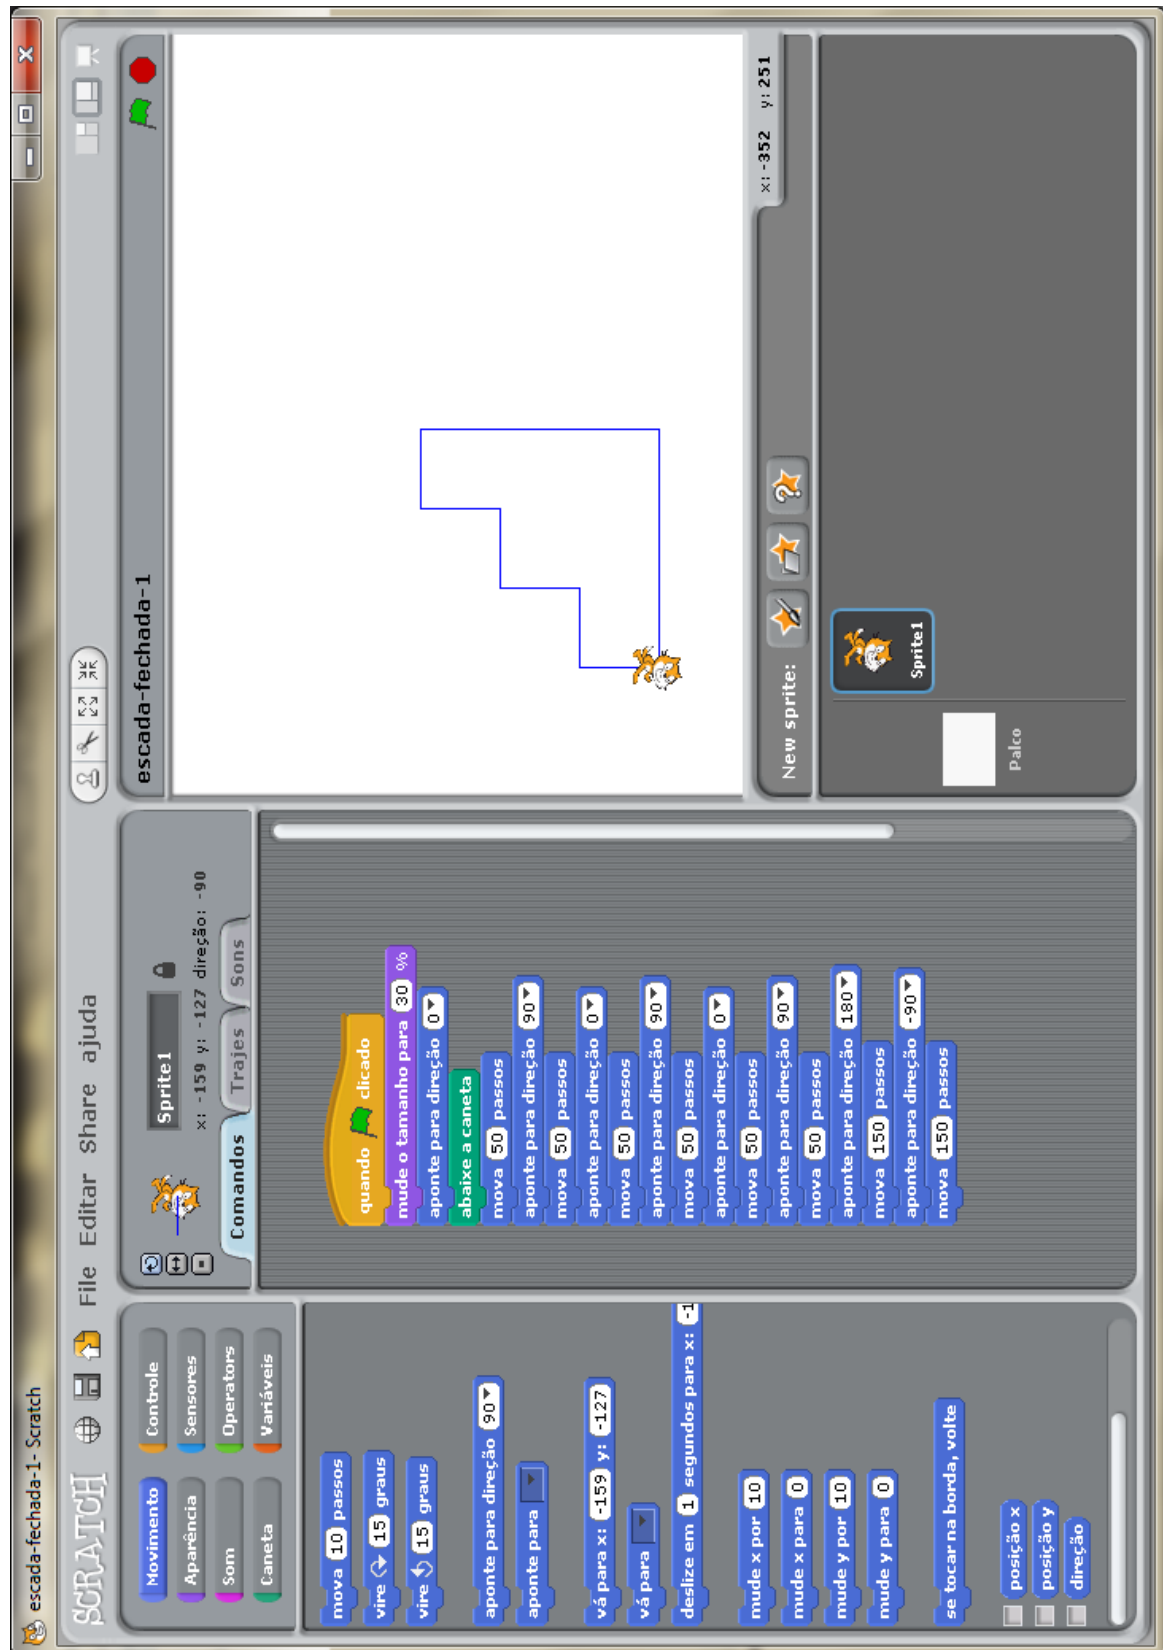 escada-fechada-1- Scratch
SCRATCH
File Editar Share ajuda
Movimento
Controle
Aparência
Sensores
Som
Operators
Caneta
Variáveis
mova 10 passos
vire 15 graus
vire 15 graus
aponte para direção 90
aponte para
vá para x: -159 y: -127
vá para
deslize em 1 segundos para x: -1
mude x por 10
mude x para 0
mude y por 10
mude y para 0
se tocar na borda, volte
posição x
posição y
direção
Sprite1
x: -159 y: -127 direção: -90
Comandos
Trajes
Sons
quando clicado
mude o tamanho para 30 %
aponte para direção 0
abaixe a caneta
mova 50 passos
aponte para direção 90
mova 50 passos
aponte para direção 0
mova 50 passos
aponte para direção 90
mova 50 passos
aponte para direção 0
mova 50 passos
aponte para direção 90
mova 50 passos
aponte para direção 180
mova 150 passos
aponte para direção -90
mova 150 passos
escada-fechada-1
x: -352 y: 251
New sprite:
Sprite1
Palco